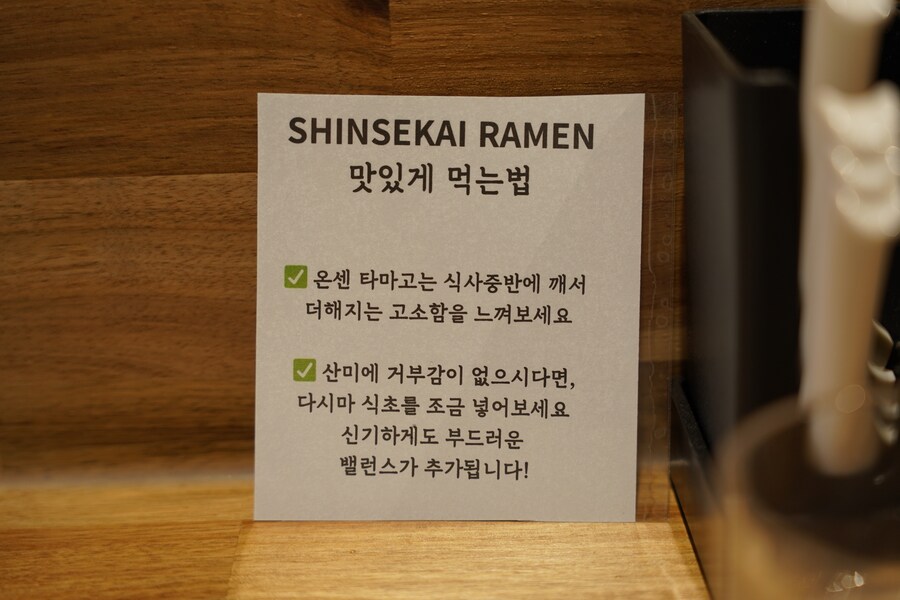 SHINSEKAI RAMEN
맛있게 먹는법
✅ 온센 타마고는 식사중반에 깨서
더해지는 고소함을 느껴보세요
✅ 산미에 거부감이 없으시다면,
다시마 식초를 조금 넣어보세요
신기하게도 부드러운
밸런스가 추가됩니다!